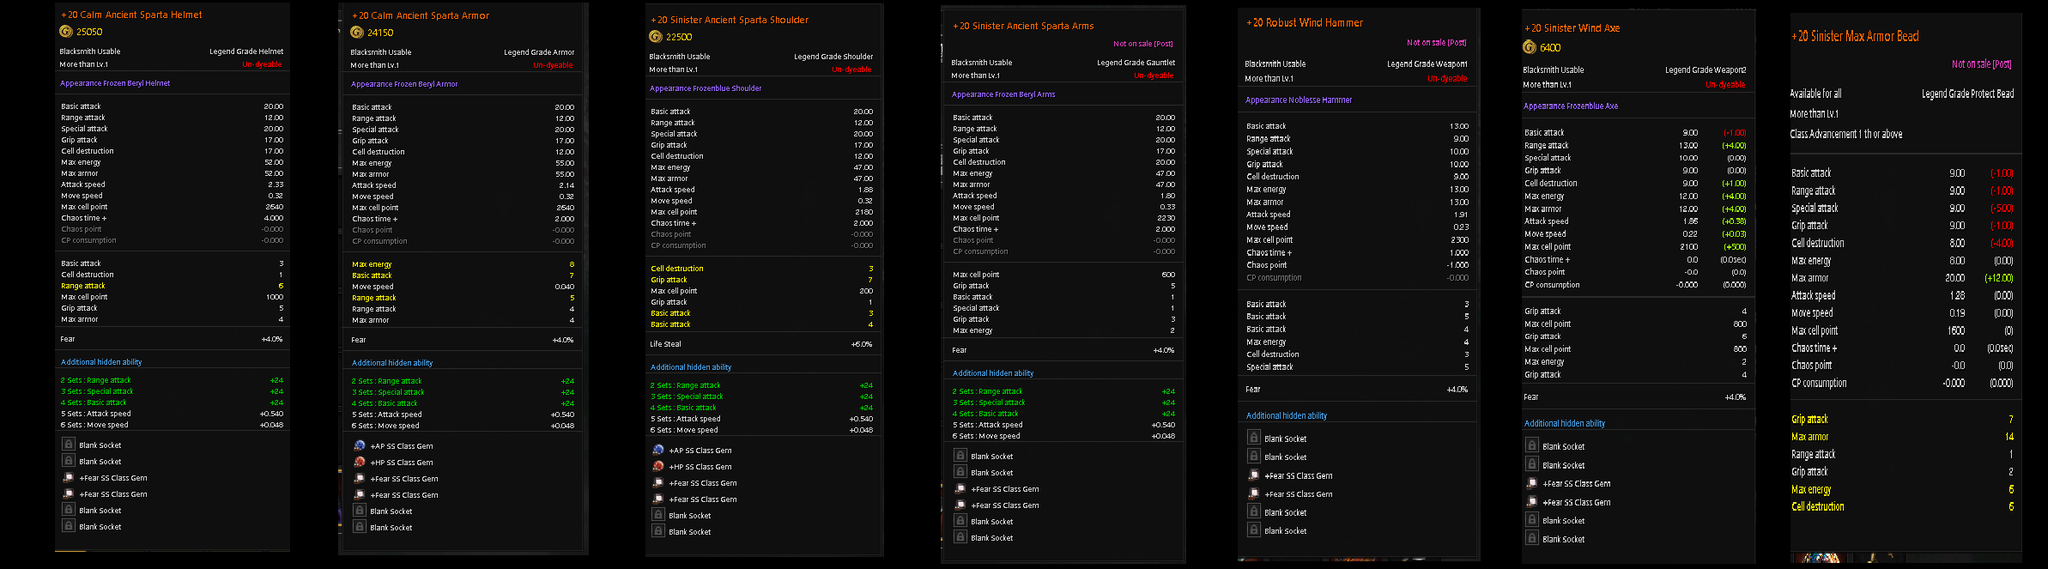 +20 Calm Ancient Sparta Helmet
25050
Blacksmith Usable Legend Grade Helmet
More than Lv.1 Un-dyeable
Appearance Frozen Beryl Helmet
Basic attack 20.00
Range attack 12.00
Special attack 20.00
Grip attack 17.00
Cell destruction 17.00
Max energy 52.00
Max armor 52.00
Attack speed 2.33
Move speed 0.32
Max cell point 2640
Chaos time + 4.000
Chaos point -0.000
CP consumption -0.000
Basic attack 3
Cell destruction 1
Range attack 6
Max cell point 1000
Grip attack 5
Max armor 4
Fear +4.0%
Additional hidden ability
2 Sets : Range attack +24
3 Sets : Special attack +24
4 Sets : Basic attack +24
5 Sets : Attack speed +0.540
6 Sets : Move speed +0.048
Blank Socket
Blank Socket
+Fear SS Class Gem
+Fear SS Class Gem
Blank Socket
Blank Socket
+20 Calm Ancient Sparta Armor
24150
Blacksmith Usable Legend Grade Armor
More than Lv.1 Un-dyeable
Appearance Frozen Beryl Armor
Basic attack 20.00
Range attack 12.00
Special attack 20.00
Grip attack 17.00
Cell destruction 12.00
Max energy 55.00
Max armor 55.00
Attack speed 2.14
Move speed 0.32
Max cell point 2640
Chaos time + 2.000
Chaos point -0.000
CP consumption -0.000
Max energy 8
Basic attack 7
Move speed 0.040
Range attack 5
Range attack 4
Max armor 4
Fear +4.0%
Additional hidden ability
2 Sets : Range attack +24
3 Sets : Special attack +24
4 Sets : Basic attack +24
5 Sets : Attack speed +0.540
6 Sets : Move speed +0.048
+AP SS Class Gem
+HP SS Class Gem
+Fear SS Class Gem
+Fear SS Class Gem
Blank Socket
Blank Socket
+20 Sinister Ancient Sparta Shoulder
22500
Blacksmith Usable Legend Grade Shoulder
More than Lv.1 Un-dyeable
Appearance Frozenblue Shoulder
Basic attack 20.00
Range attack 12.00
Special attack 20.00
Grip attack 17.00
Cell destruction 12.00
Max energy 47.00
Max armor 47.00
Attack speed 1.88
Move speed 0.32
Max cell point 2180
Chaos time + 2.000
Chaos point -0.000
CP consumption -0.000
Cell destruction 3
Grip attack 7
Max cell point 200
Grip attack 1
Basic attack 3
Basic attack 4
Life Steal +6.0%
Additional hidden ability
2 Sets : Range attack +24
3 Sets : Special attack +24
4 Sets : Basic attack +24
5 Sets : Attack speed +0.540
6 Sets : Move speed +0.048
+AP SS Class Gem
+HP SS Class Gem
+Fear SS Class Gem
+Fear SS Class Gem
Blank Socket
Blank Socket
+20 Sinister Ancient Sparta Arms
Not on sale [Post]
Blacksmith Usable Legend Grade Gauntlet
More than Lv.1 Un-dyeable
Appearance Frozen Beryl Arms
Basic attack 20.00
Range attack 12.00
Special attack 20.00
Grip attack 17.00
Cell destruction 20.00
Max energy 47.00
Max armor 47.00
Attack speed 1.80
Move speed 0.33
Max cell point 2230
Chaos time + 2.000
Chaos point -0.000
CP consumption -0.000
Max cell point 600
Grip attack 5
Basic attack 1
Special attack 1
Grip attack 3
Max energy 2
Fear +4.0%
Additional hidden ability
2 Sets : Range attack +24
3 Sets : Special attack +24
4 Sets : Basic attack +24
5 Sets : Attack speed +0.540
6 Sets : Move speed +0.048
Blank Socket
Blank Socket
+Fear SS Class Gem
+Fear SS Class Gem
Blank Socket
Blank Socket
+20 Robust Wind Hammer
Not on sale [Post]
Blacksmith Usable Legend Grade Weapon1
More than Lv.1 Un-dyeable
Appearance Noblesse Hammer
Basic attack 13.00
Range attack 9.00
Special attack 10.00
Grip attack 10.00
Cell destruction 9.00
Max energy 13.00
Max armor 13.00
Attack speed 1.91
Move speed 0.23
Max cell point 2300
Chaos time + 1.000
Chaos point -1.000
CP consumption -0.000
Basic attack 3
Basic attack 5
Basic attack 4
Max energy 4
Cell destruction 3
Special attack 5
Fear +4.0%
Additional hidden ability
Blank Socket
Blank Socket
+Fear SS Class Gem
+Fear SS Class Gem
Blank Socket
Blank Socket
+20 Sinister Wind Axe
6400
Blacksmith Usable Legend Grade Weapon2
More than Lv.1 Un-dyeable
Appearance Frozenblue Axe
Basic attack 9.00 (-1.00)
Range attack 13.00 (+4.00)
Special attack 10.00 (0.00)
Grip attack 9.00 (0.00)
Cell destruction 9.00 (+1.00)
Max energy 12.00 (+4.00)
Max armor 12.00 (+4.00)
Attack speed 1.86 (+0.38)
Move speed 0.22 (+0.03)
Max cell point 2100 (+500)
Chaos time + 0.0 (0.0sec)
Chaos point -0.0 (0.0)
CP consumption -0.000 (0.000)
Grip attack 4
Max cell point 800
Grip attack 6
Max cell point 800
Max energy 2
Grip attack 4
Fear +4.0%
Additional hidden ability
Blank Socket
Blank Socket
+Fear SS Class Gem
+Fear SS Class Gem
Blank Socket
Blank Socket
+20 Sinister Max Armor Bead
Not on sale [Post]
Available for all Legend Grade Protect Bead
More than Lv.1
Class Advancement 1 th or above
Basic attack 9.00 (-1.00)
Range attack 9.00 (-1.00)
Special attack 9.00 (-5.00)
Grip attack 9.00 (-1.00)
Cell destruction 8.00 (-4.00)
Max energy 8.00 (0.00)
Max armor 20.00 (+12.00)
Attack speed 1.28 (0.00)
Move speed 0.19 (0.00)
Max cell point 1600 (0)
Chaos time + 0.0 (0.0sec)
Chaos point -0.0 (0.0)
CP consumption -0.000 (0.000)
Grip attack 7
Max armor 14
Range attack 1
Grip attack 2
Max energy 6
Cell destruction 6